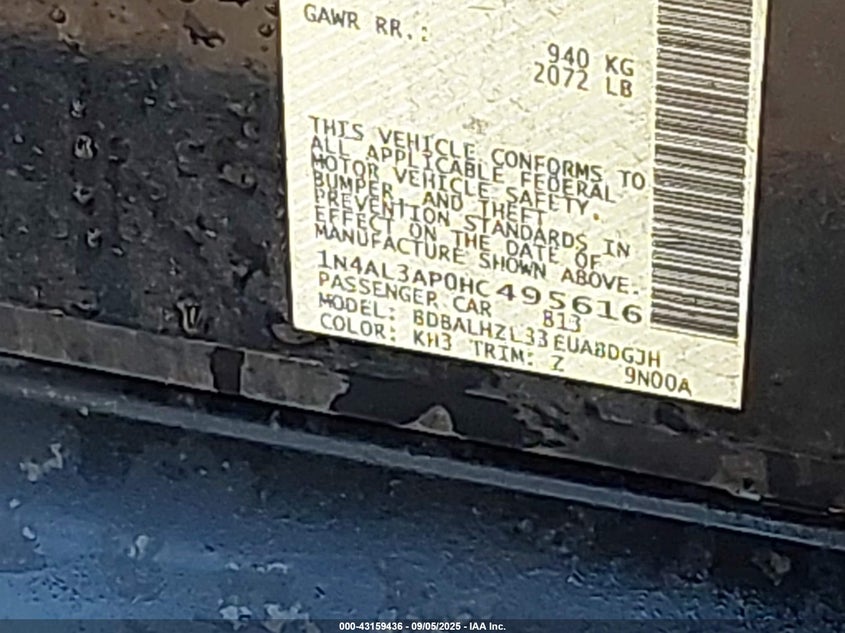 GAWR RR.:
940 KG
2072 LB
THIS VEHICLE CONFORMS TO
ALL APPLICABLE FEDERAL
MOTOR VEHICLE SAFETY,
BUMPER, AND THEFT
PREVENTION STANDARDS IN
EFFECT ON THE DATE OF
MANUFACTURE SHOWN ABOVE.
1N4AL3AP0HC495616
PASSENGER CAR B13
MODEL: BDBALHZL33EUA8DGJH
COLOR: KH3 TRIM: Z 9N00A
000-43159436 - 09/05/2025 - IAA Inc.